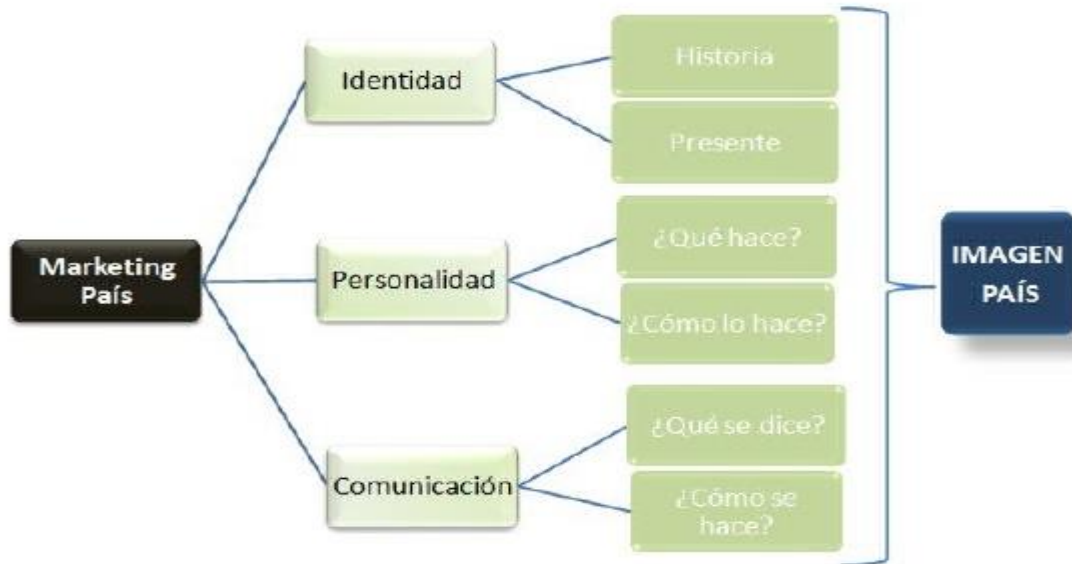 Marketing
País
Identidad
Historia
Presente
Personalidad
¿Qué hace?
¿Cómo lo hace?
Comunicación
¿Qué se dice?
¿Cómo se
hace?
IMAGEN
PAÍS